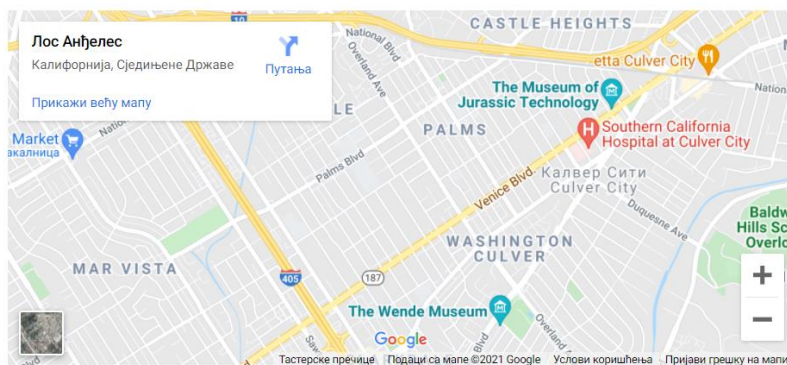 Лос Анђелес
Калифорнија, Сједињене Државе
Путања
Прикажи већу мапу
10
National Blvd
Overland Ave
CASTLE HEIGHTS
etta Culver City
The Museum of
Jurassic Technology
PALMS
Southern California
Hospital at Culver City
Market
Palms Blvd
Venice Blvd
Калвер Сити
Culver City
Duquesne Ave
WASHINGTON
CULVER
MAR VISTA
187
405
The Wende Museum
Google
Тастерске пречице
Подаци са мапе ©2021 Google
Услови коришћења
Пријави грешку на мапи